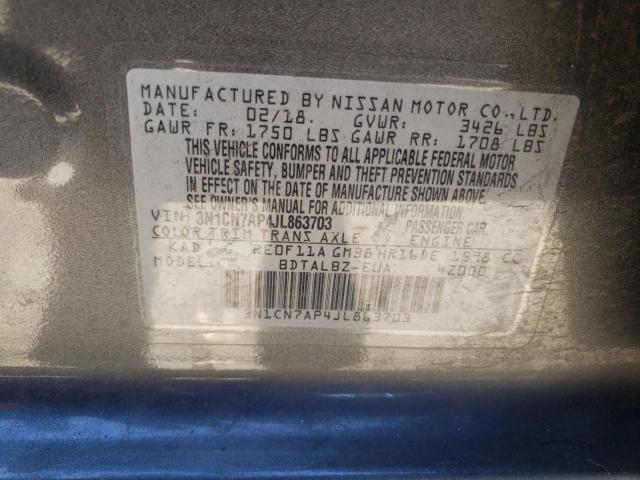 MANUFACTURED BY NISSAN MOTOR CO., LTD.
DATE: 02/18. GVWR: 3426 LBS
GAWR FR: 1750 LBS GAWR RR: 1708 LBS
THIS VEHICLE CONFORMS TO ALL APPLICABLE FEDERAL MOTOR
VEHICLE SAFETY, BUMPER AND THEFT PREVENTION STANDARDS
IN EFFECT ON THE DATE OF MANUFACTURE SHOWN ABOVE.
SEE OWNER'S MANUAL FOR ADDITIONAL INFORMATION.
VIN: 3N1CN7AP4JL863703 PASSENGER CAR.
COLOR TRIM TRANS AXLE ENGINE
KAD G RE0F11A GM38 HR16DE 1598 CC
MODEL: BDTALBZ-EUA 4Z000
3N1CN7AP4JL863703